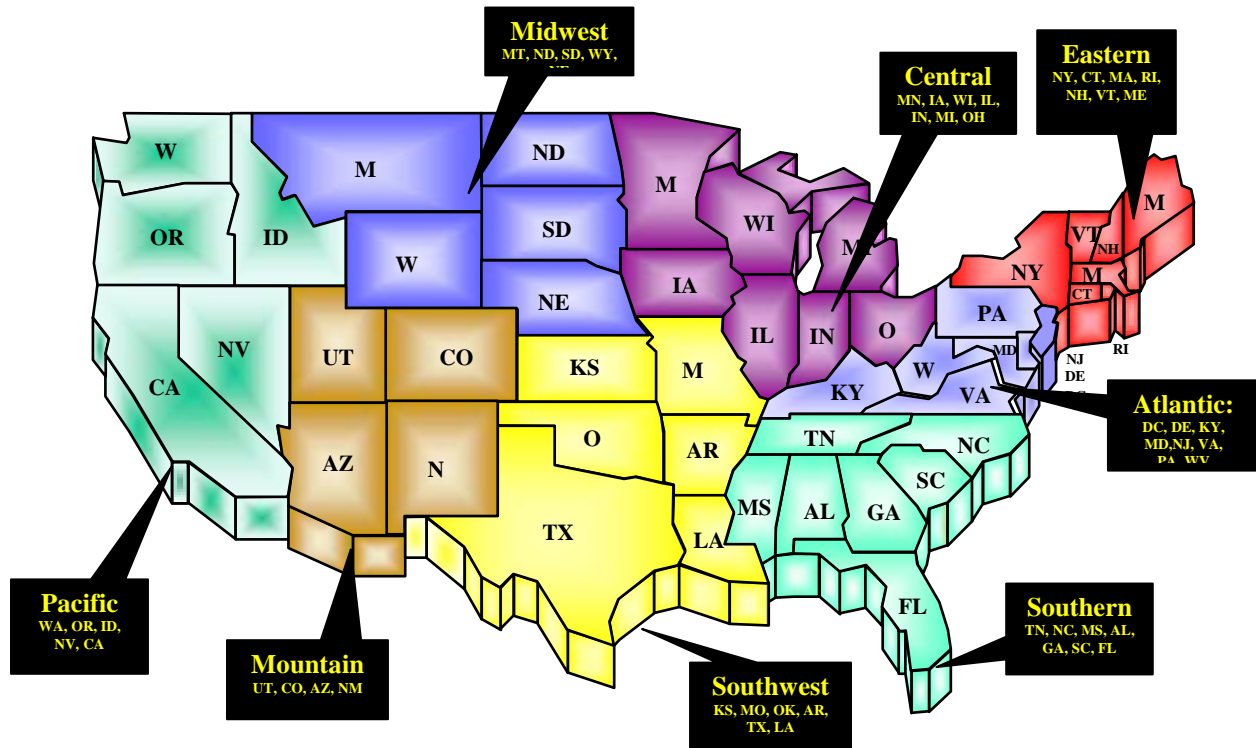 Midwest
MT, ND, SD, WY,
NE
Eastern
NY, CT, MA, RI,
NH, VT, ME
Central
MN, IA, WI, IL,
IN, MI, OH
W
M
ND
M
WI
MI
M
VT
NH
OR
ID
W
SD
NY
M
CT
IA
NE
PA
RI
NV
UT
CO
IL
IN
O
MD
NJ
DE
CA
KS
M
KY
W
VA
Atlantic:
DC, DE, KY,
MD,NJ, VA,
PA, WV
AZ
N
O
AR
TN
NC
SC
MS
AL
GA
TX
LA
FL
Pacific
WA, OR, ID,
NV, CA
Mountain
UT, CO, AZ, NM
Southwest
KS, MO, OK, AR,
TX, LA
Southern
TN, NC, MS, AL,
GA, SC, FL